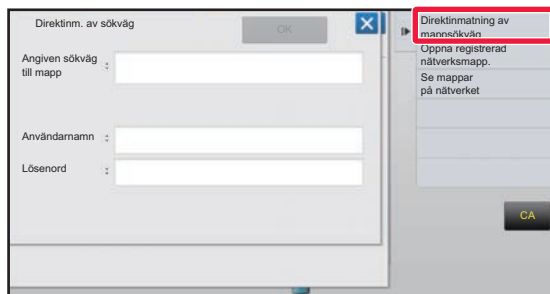 Direktinm. av sökväg
OK
Angiven sökväg
till mapp :
Användarnamn :
Lösenord :
Direktinmatning av
mappsökväg
Öppna registrerad
nätverksmapp.
Se mappar
på nätverket
CA